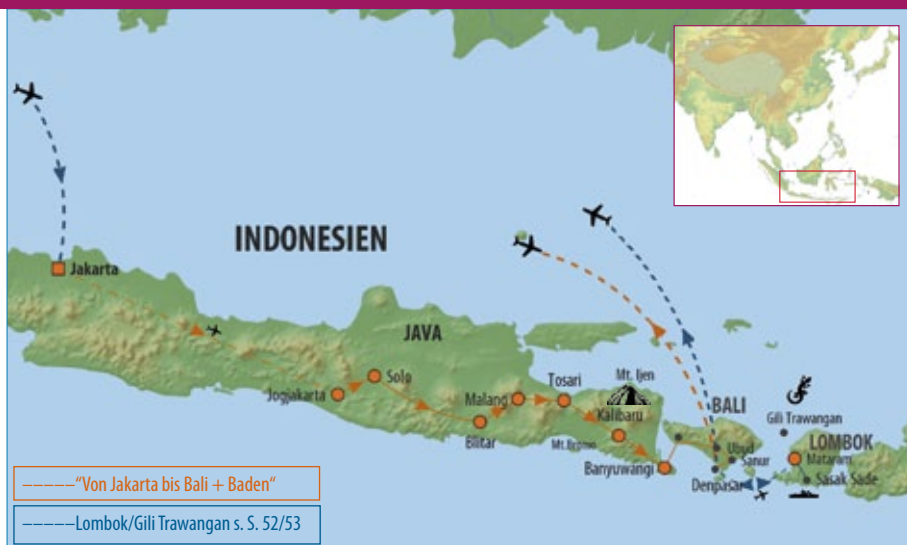 INDONESIEN
Jakarta
JAVA
Jogjakarta
Solo
Blitar
Malang
Tosari
Mt. Ijen
Kalibaru
Mt. Bromo
Banyuwangi
BALI
Ubud
Sanur
Denpasar
Gili Trawangan
LOMBOK
Mataram
Sasak Sade
–––––"Von Jakarta bis Bali + Baden"
–––––Lombok/Gili Trawangan s. S. 52/53